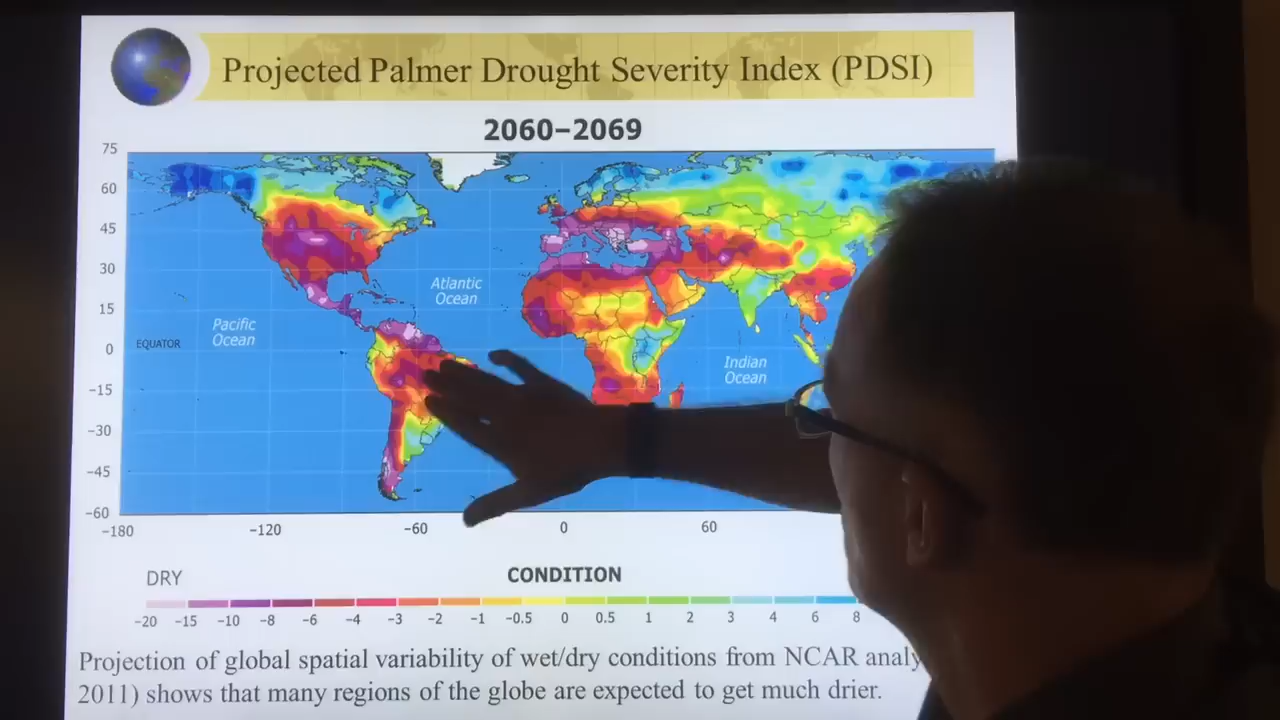 Projected Palmer Drought Severity Index (PDSI)
2060–2069
75
60
45
30
15
0
−15
−30
−45
−60
EQUATOR
Pacific
Ocean
Atlantic
Ocean
Indian
Ocean
−180 −120 −60 0 60
DRY CONDITION
−20 −15 −10 −8 −6 −4 −3 −2 −1 −0.5 0 0.5 1 2 3 4 6 8
Projection of global spatial variability of wet/dry conditions from NCAR
2011) shows that many regions of the globe are expected to get much drier.